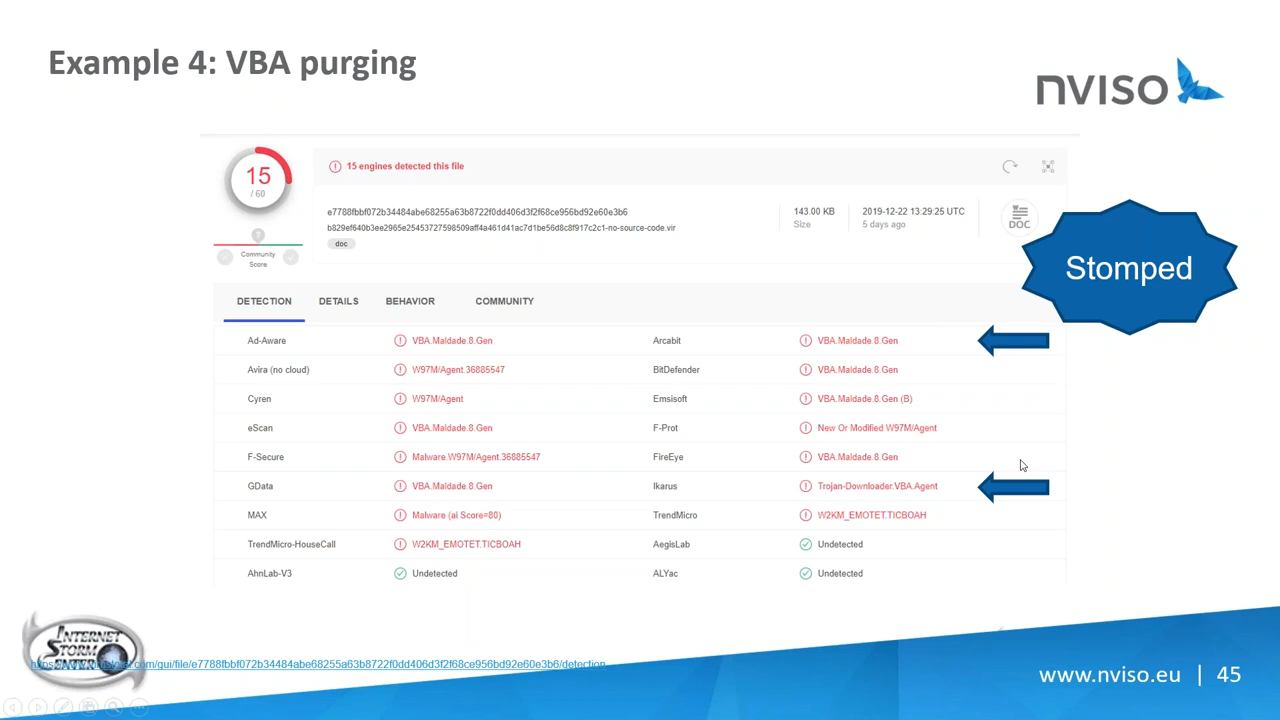 Example 4: VBA purging
nviso
15
/ 60
15 engines detected this file
e7788fbbf072b34484abe68255a63b8722f0dd406d3f2f68ce956bd92e60e3b6
b829ef640b3ee2965e25453727598509aff4a461d41ac7d1be56d8c8f917c2c1-no-source-code.vir
doc
143.00 KB
Size
2019-12-22 13:29:25 UTC
5 days ago
DOC
?
Community
Score
Stomped
DETECTION DETAILS BEHAVIOR COMMUNITY
Ad-Aware VBA.Maldade.8.Gen Arcabit VBA.Maldade.8.Gen
Avira (no cloud) W97M/Agent.36885547 BitDefender VBA.Maldade.8.Gen
Cyren W97M/Agent Emsisoft VBA.Maldade.8.Gen (B)
eScan VBA.Maldade.8.Gen F-Prot New Or Modified W97M/Agent
F-Secure Malware.W97M/Agent.36885547 FireEye VBA.Maldade.8.Gen
GData VBA.Maldade.8.Gen Ikarus Trojan-Downloader.VBA.Agent
MAX Malware (ai Score=80) TrendMicro W2KM_EMOTET.TICBOAH
TrendMicro-HouseCall W2KM_EMOTET.TICBOAH AegisLab Undetected
AhnLab-V3 Undetected ALYac Undetected
INTERNET
STORM
.com/gui/file/e7788fbbf072b34484abe68255a63b8722f0dd406d3f2f68ce956bd92e60e3b6/detection
www.nviso.eu | 45